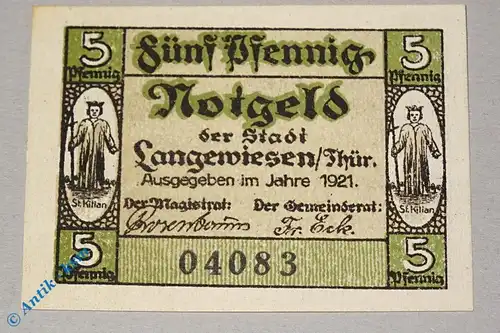 5 Pfennig
Fünf Pfennig
5 Pfennig
Notgeld
der Stadt
Langewiesen/Thür.
Ausgegeben im Jahre 1921.
Der Magistrat: Der Gemeinderat:
Fr. Eck.
St. Kilian
St. Kilian
5 Pfennig
04083
5 Pfennig